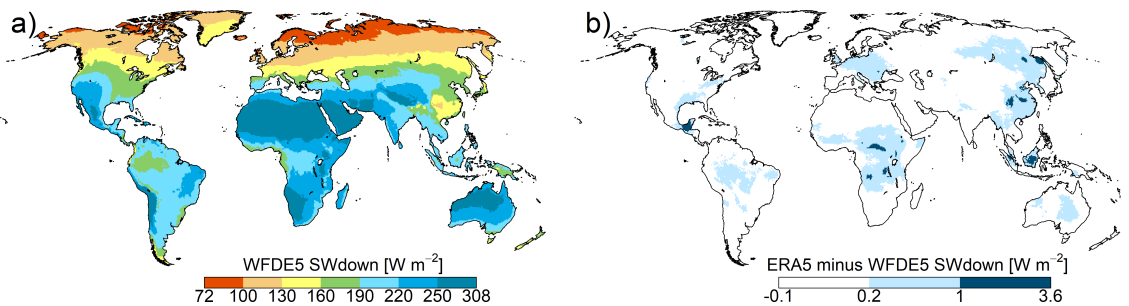 a)
b)
WFDE5 SWdown [W m⁻²]
72 100 130 160 190 220 250 308
ERA5 minus WFDE5 SWdown [W m⁻²]
-0.1 0.2 1 3.6